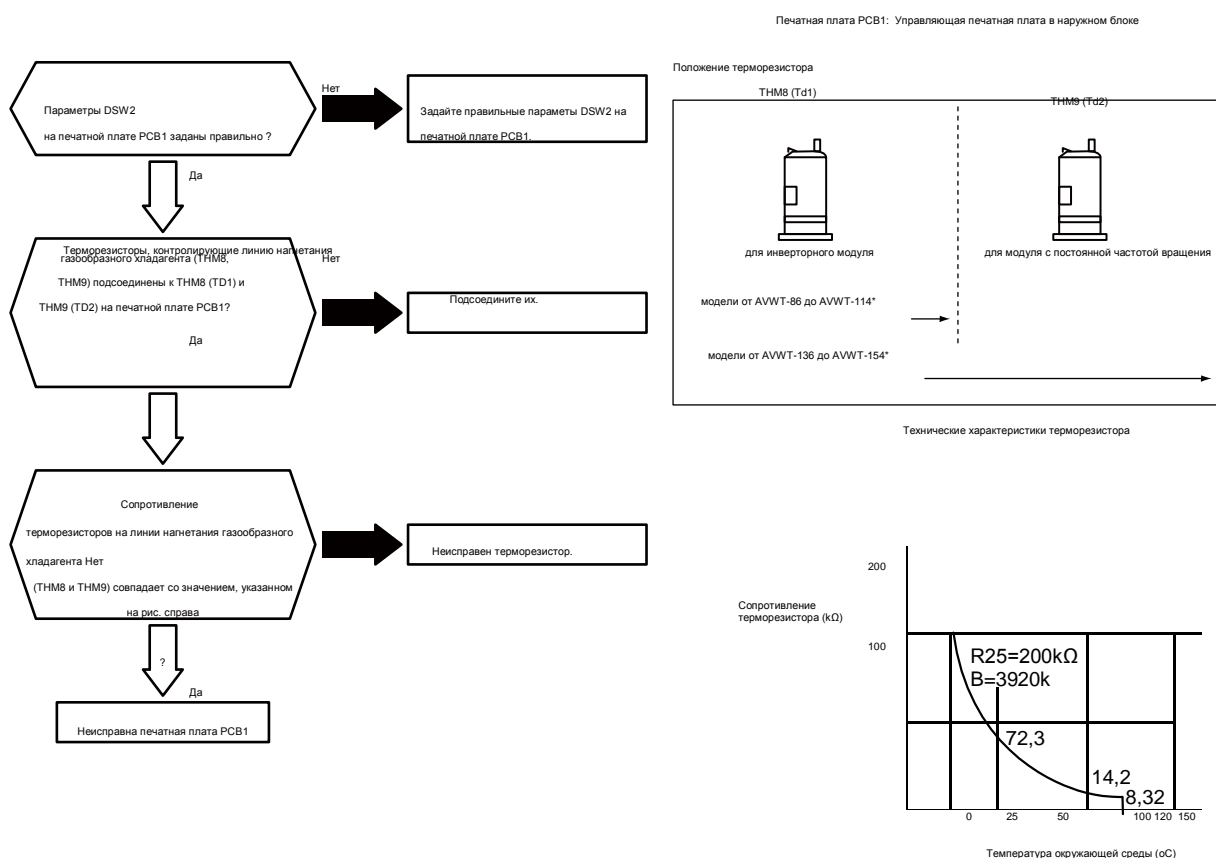 Печатная плата PCB1: Управляющая печатная плата в наружном блоке
Параметры DSW2
на печатной плате PCB1 заданы правильно ?
Нет
Задайте правильные параметы DSW2 на
печатной плате PCB1.
Да
Терморезисторы, контролирующие линию нагнетания
газообразного хладагента (THM8,
Нет
THM9) подсоединены к THM8 (TD1) и
THM9 (TD2) на печатной плате PCB1?
Подсоедините их.
Да
Сопротивление
терморезисторов на линии нагнетания газообразного
хладагента Нет
(THM8 и THM9) совпадает со значением, указанном
на рис. справа
Неисправен терморезистор.
?
Да
Неисправна печатная плата PCB1
Положение терморезистора
THM8 (Td1)
THM9 (Td2)
для инверторного модуля
для модуля с постоянной частотой вращения
модели от AVWT-86 до AVWT-114*
модели от AVWT-136 до AVWT-154*
Технические характеристики терморезистора
200
Сопротивление
терморезистора (kΩ)
100
R25=200kΩ
B=3920k
72,3
14,2
8,32
0 25 50 100 120 150
Температура окружающей среды (oC)